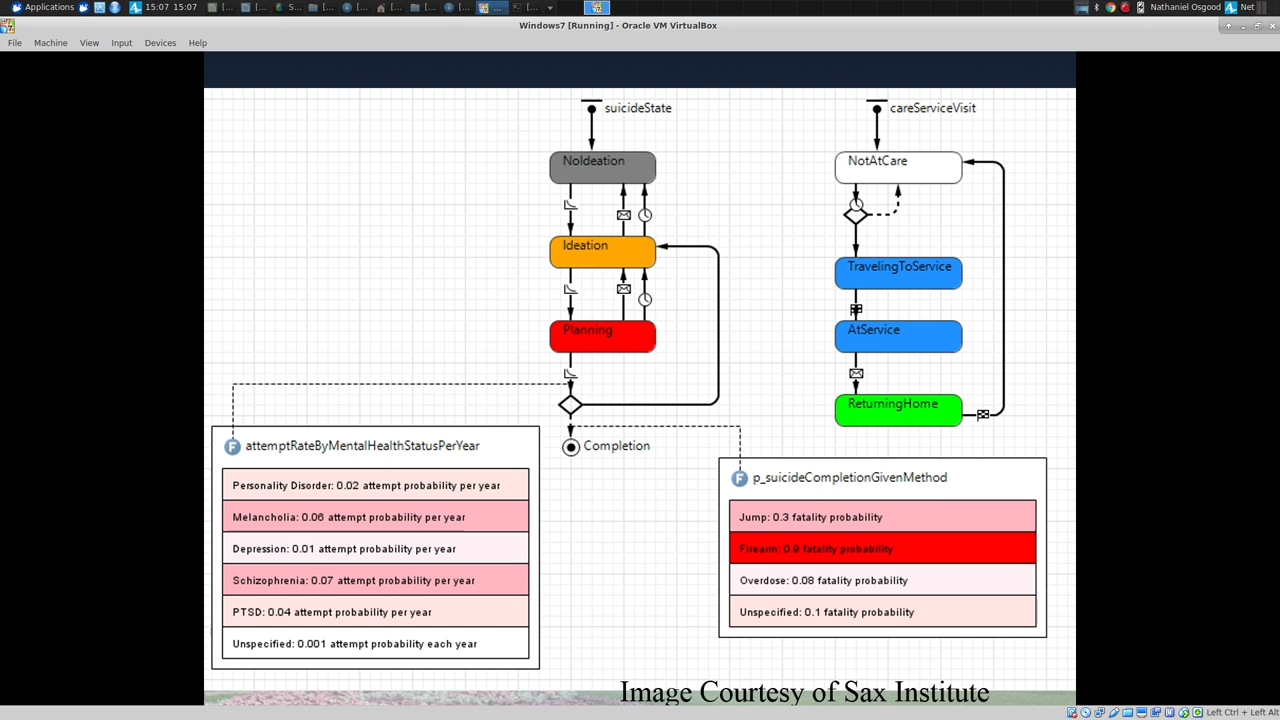 Applications
15:07 15:07
Nathaniel Osgood
Net
Windows7 [Running] - Oracle VM VirtualBox
File Machine View Input Devices Help
suicideState
careServiceVisit
NoIdeation
NotAtCare
Ideation
TravelingToService
Planning
AtService
ReturningHome
Completion
attemptRateByMentalHealthStatusPerYear
Personality Disorder: 0.02 attempt probability per year
Melancholia: 0.06 attempt probability per year
Depression: 0.01 attempt probability per year
Schizophrenia: 0.07 attempt probability per year
PTSD: 0.04 attempt probability per year
Unspecified: 0.001 attempt probability each year
p_suicideCompletionGivenMethod
Jump: 0.3 fatality probability
Firearm: 0.9 fatality probability
Overdose: 0.08 fatality probability
Unspecified: 0.1 fatality probability
Image Courtesy of Sax Institute
Left Ctrl + Left Alt